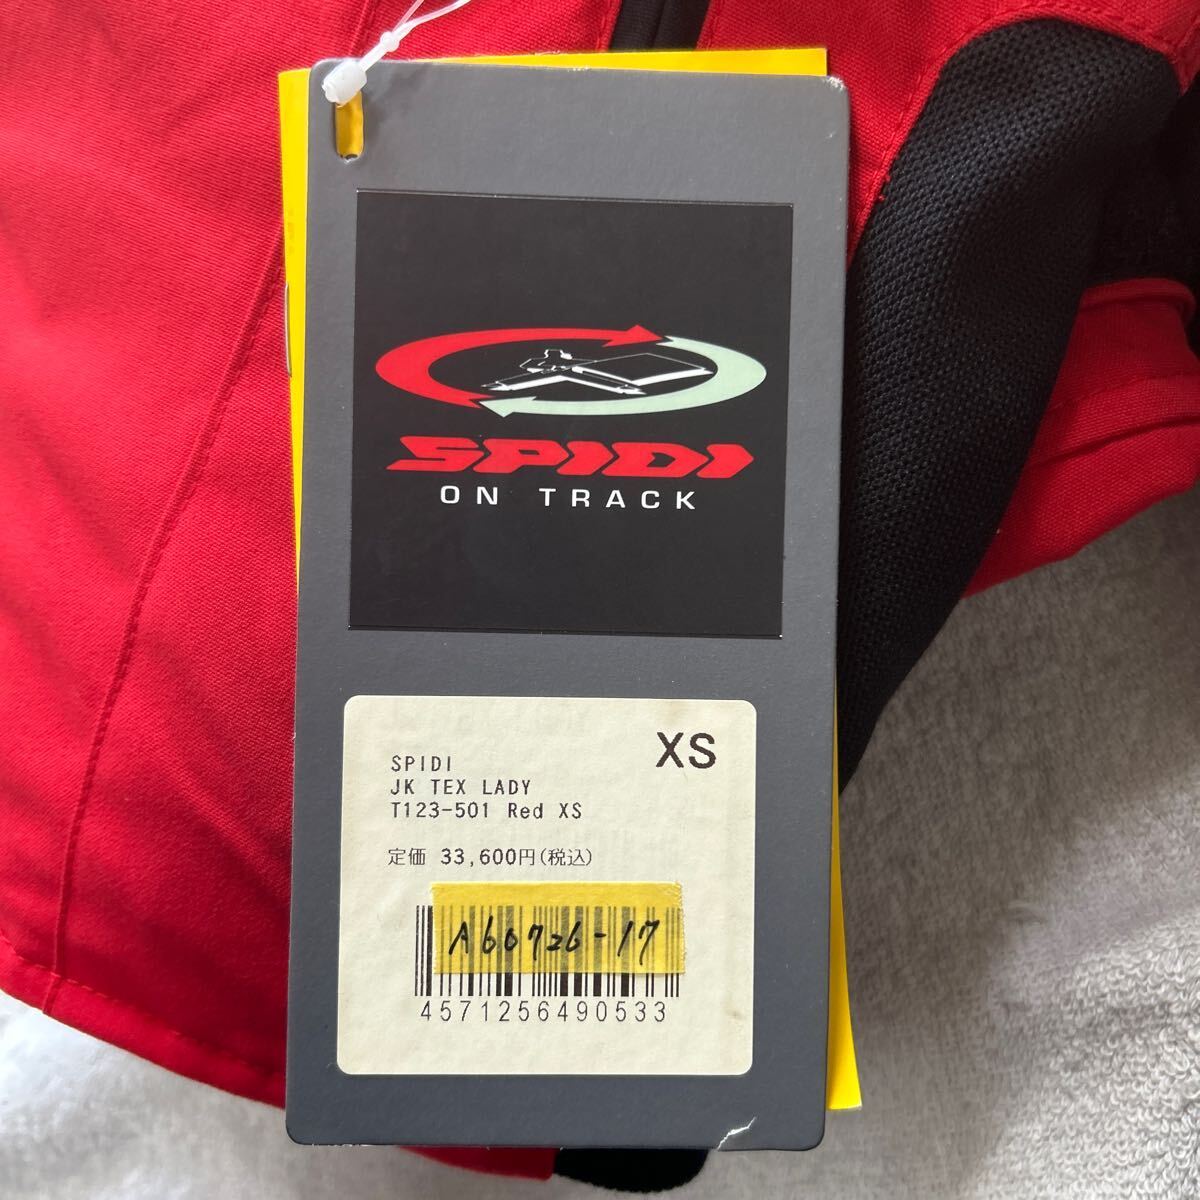 SPIDI
ON TRACK
XS
SPIDI
JK TEX LADY
T123-501 Red XS
定価 33,600円(税込)
A60726-17
4571256490533